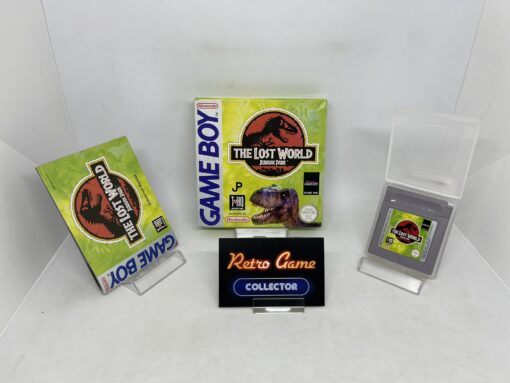 Nintendo
GAME BOY
THE LOST WORLD
JURASSIC PARK
JP
T·HQ
Nintendo
GAME BOY
THE LOST WORLD
THE LOST WORLD
Retro Game
COLLECTOR